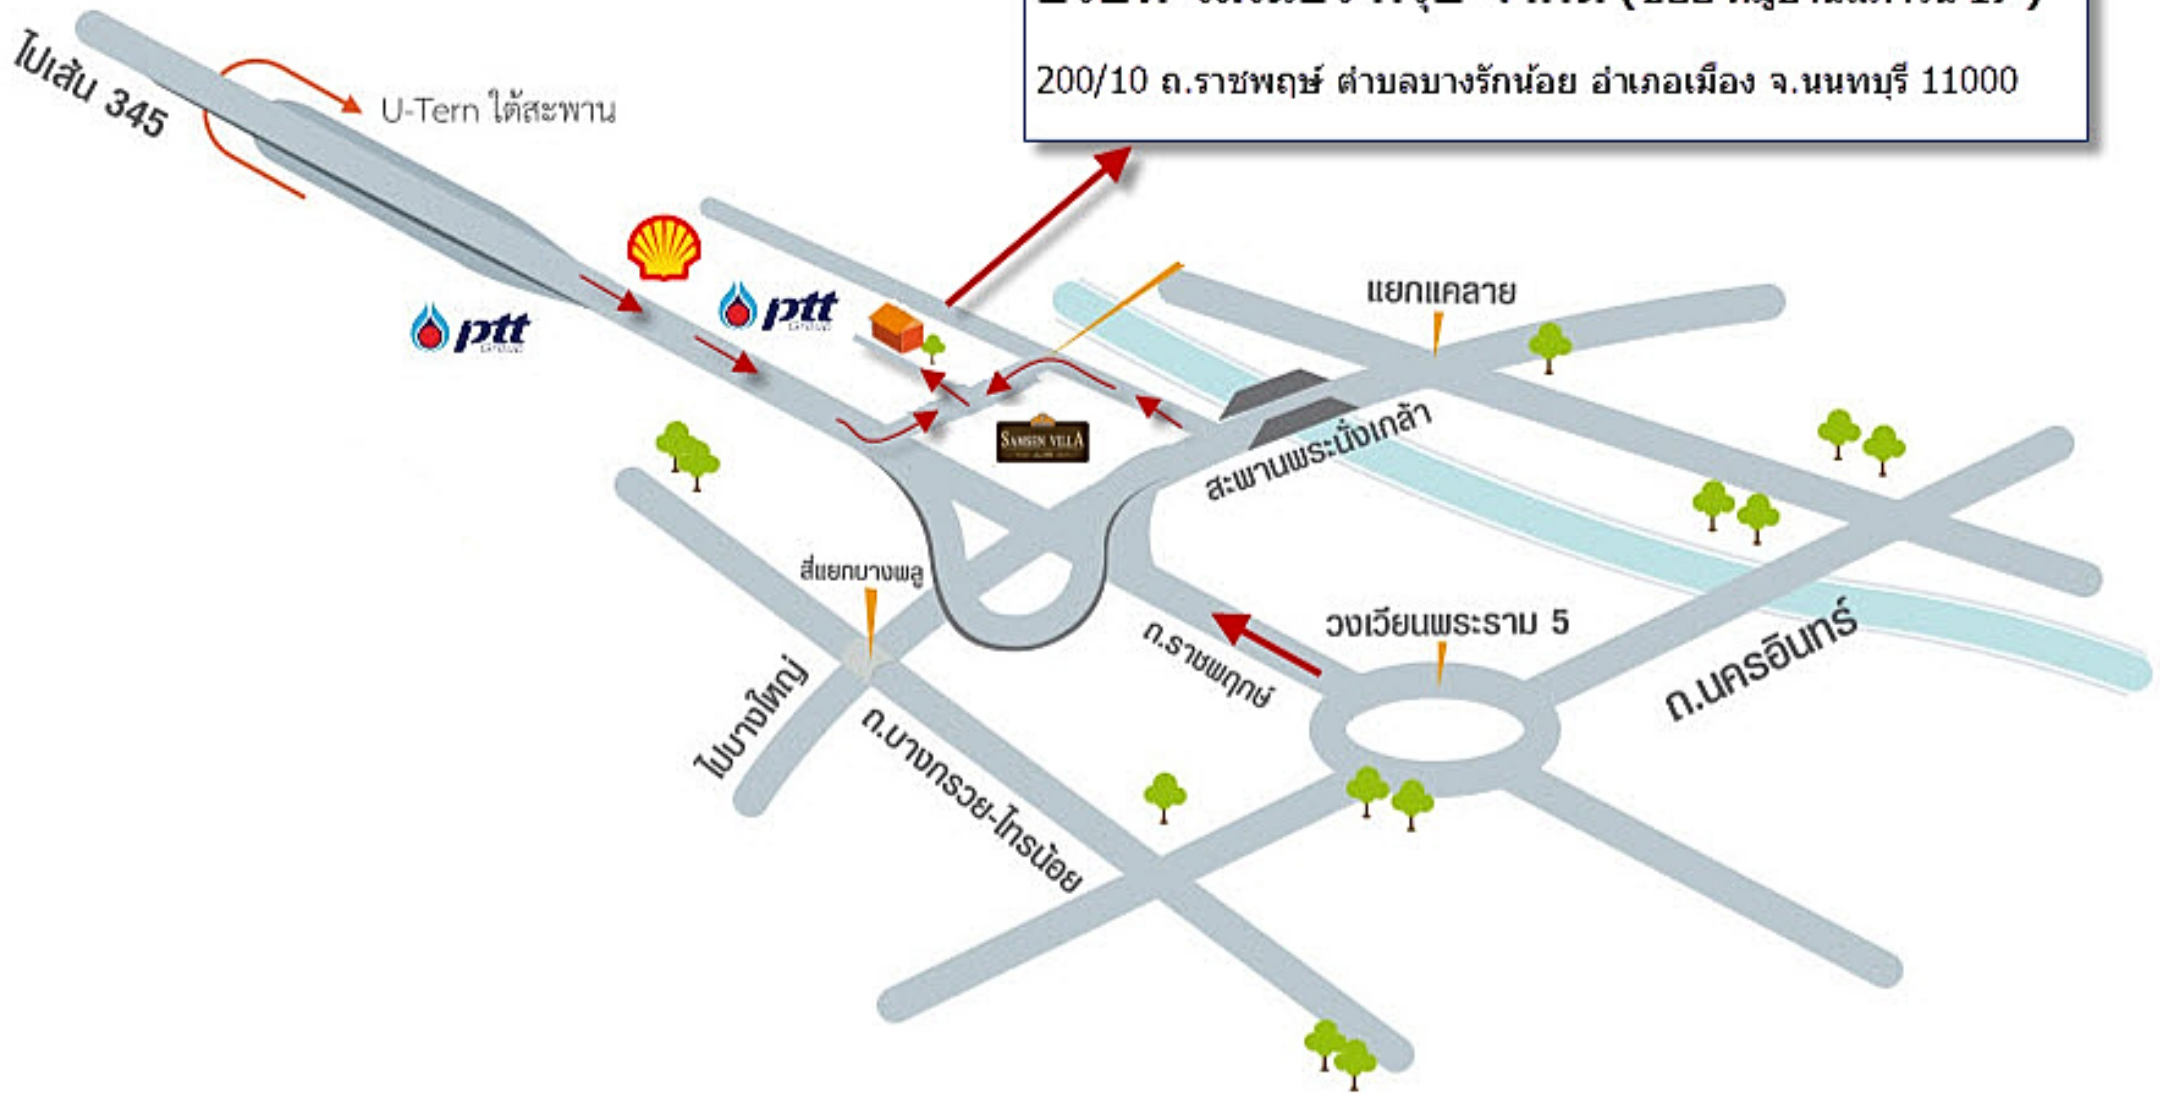 200/10 ถ.ราชพฤษ์ ตำบลบางรักน้อย อำเภอเมือง จ.นนทบุรี 11000
ไปเส้น 345
U-Tern ใต้สะพาน
ptt
Group
ptt
Group
แยกแคลาย
SAMSEN VILLA
สะพานพระนั่งเกล้า
สี่แยกบางพลู
วงเวียนพระราม 5
ถ.ราชพฤกษ์
ถ.นครอินทร์
ไปบางใหญ่
ถ.บางกรวย-ไทรน้อย